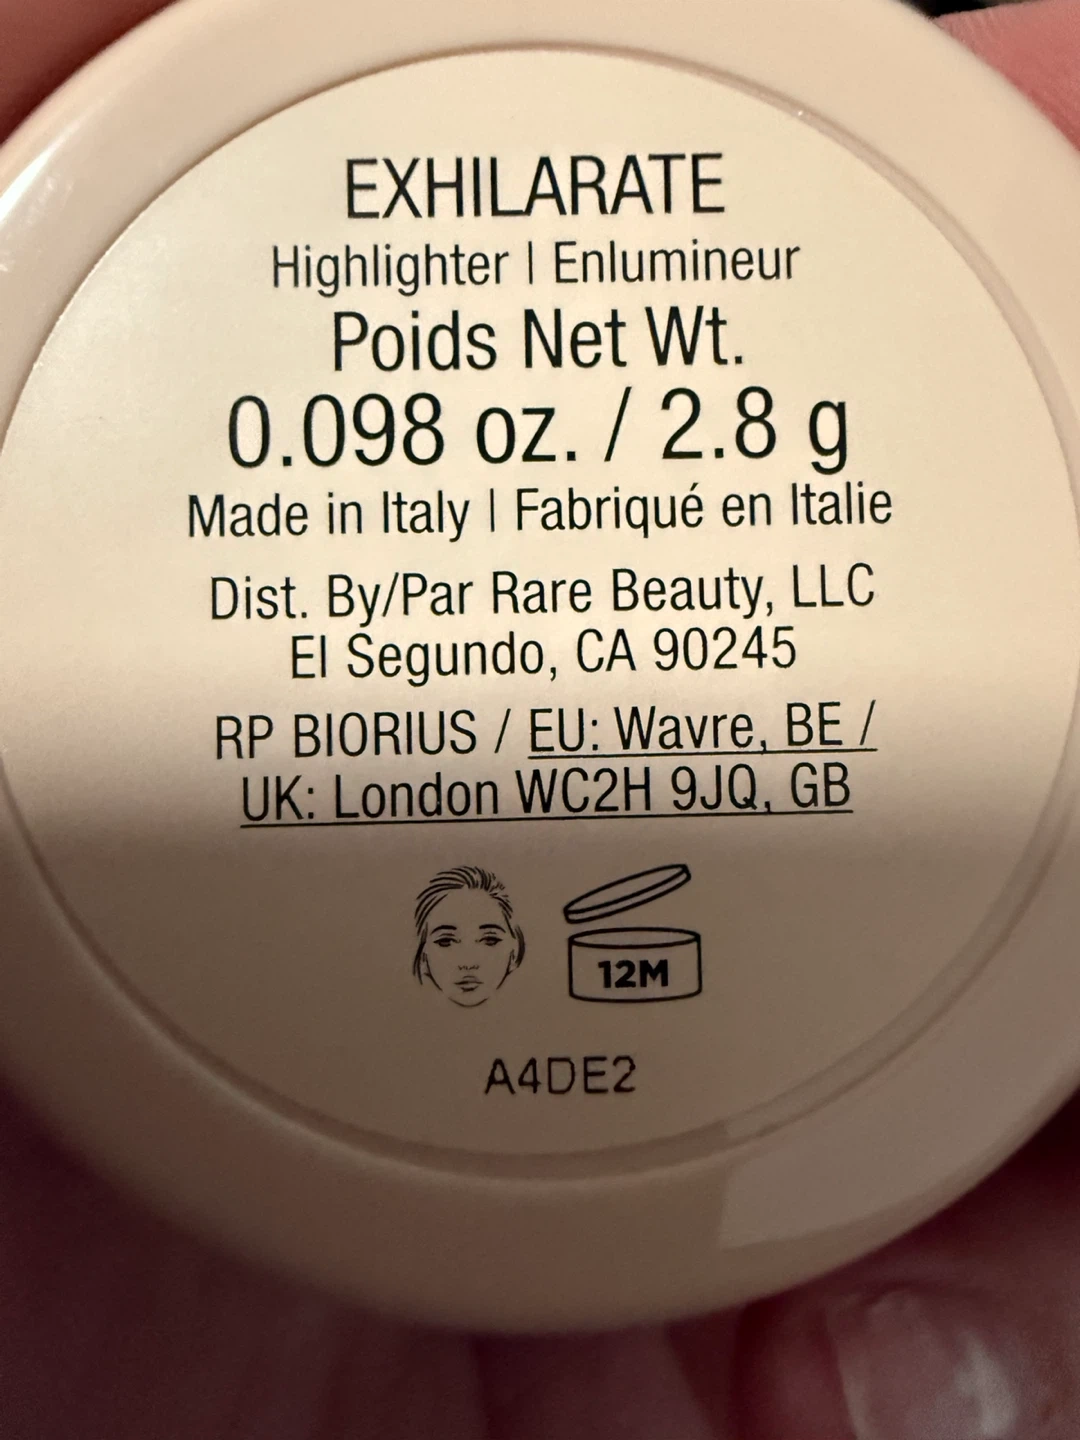 EXHILARATE
Highlighter | Enlumineur
Poids Net Wt.
0.098 oz. / 2.8 g
Made in Italy | Fabriqué en Italie
Dist. By/Par Rare Beauty, LLC
El Segundo, CA 90245
RP BIORIUS / EU: Wavre, BE /
UK: London WC2H 9JQ, GB
12M
A4DE2